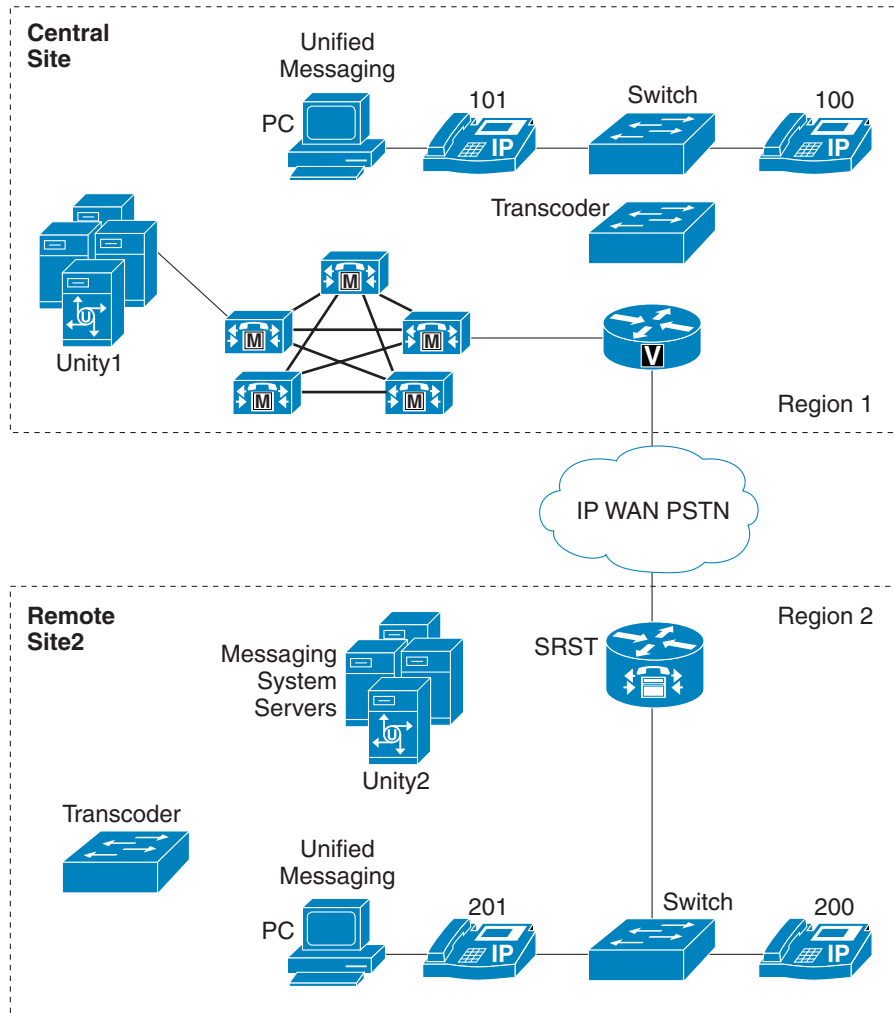 Central
Site
Unified
Messaging
PC
101
IP
Switch
100
IP
Transcoder
U
Unity1
M
M
M
M
M
V
Region 1
IP WAN PSTN
Remote
Site2
Region 2
SRST
Messaging
System
Servers
U
Unity2
Transcoder
Unified
Messaging
PC
201
IP
Switch
200
IP